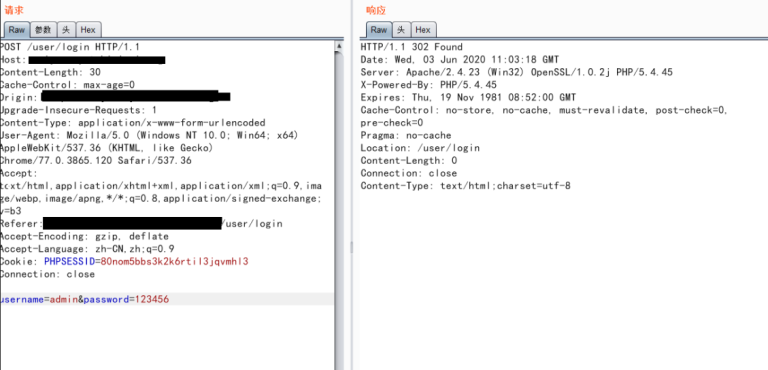 请求
Raw 参数 头 Hex
POST /user/login HTTP/1.1
Host:
Content-Length: 30
Cache-Control: max-age=0
Origin:
Upgrade-Insecure-Requests: 1
Content-Type: application/x-www-form-urlencoded
User-Agent: Mozilla/5.0 (Windows NT 10.0; Win64; x64)
AppleWebKit/537.36 (KHTML, like Gecko)
Chrome/77.0.3865.120 Safari/537.36
Accept:
text/html,application/xhtml+xml,application/xml;q=0.9,ima
ge/webp,image/apng,*/*;q=0.8,application/signed-exchange;
v=b3
Referer: /user/login
Accept-Encoding: gzip, deflate
Accept-Language: zh-CN,zh;q=0.9
Cookie: PHPSESSID=80nom5bbs3k2k6rtil3jqvmhl3
Connection: close
username=admin&password=123456
响应
Raw 头 Hex
HTTP/1.1 302 Found
Date: Wed, 03 Jun 2020 11:03:18 GMT
Server: Apache/2.4.23 (Win32) OpenSSL/1.0.2j PHP/5.4.45
X-Powered-By: PHP/5.4.45
Expires: Thu, 19 Nov 1981 08:52:00 GMT
Cache-Control: no-store, no-cache, must-revalidate, post-check=0,
pre-check=0
Pragma: no-cache
Location: /user/login
Content-Length: 0
Connection: close
Content-Type: text/html;charset=utf-8